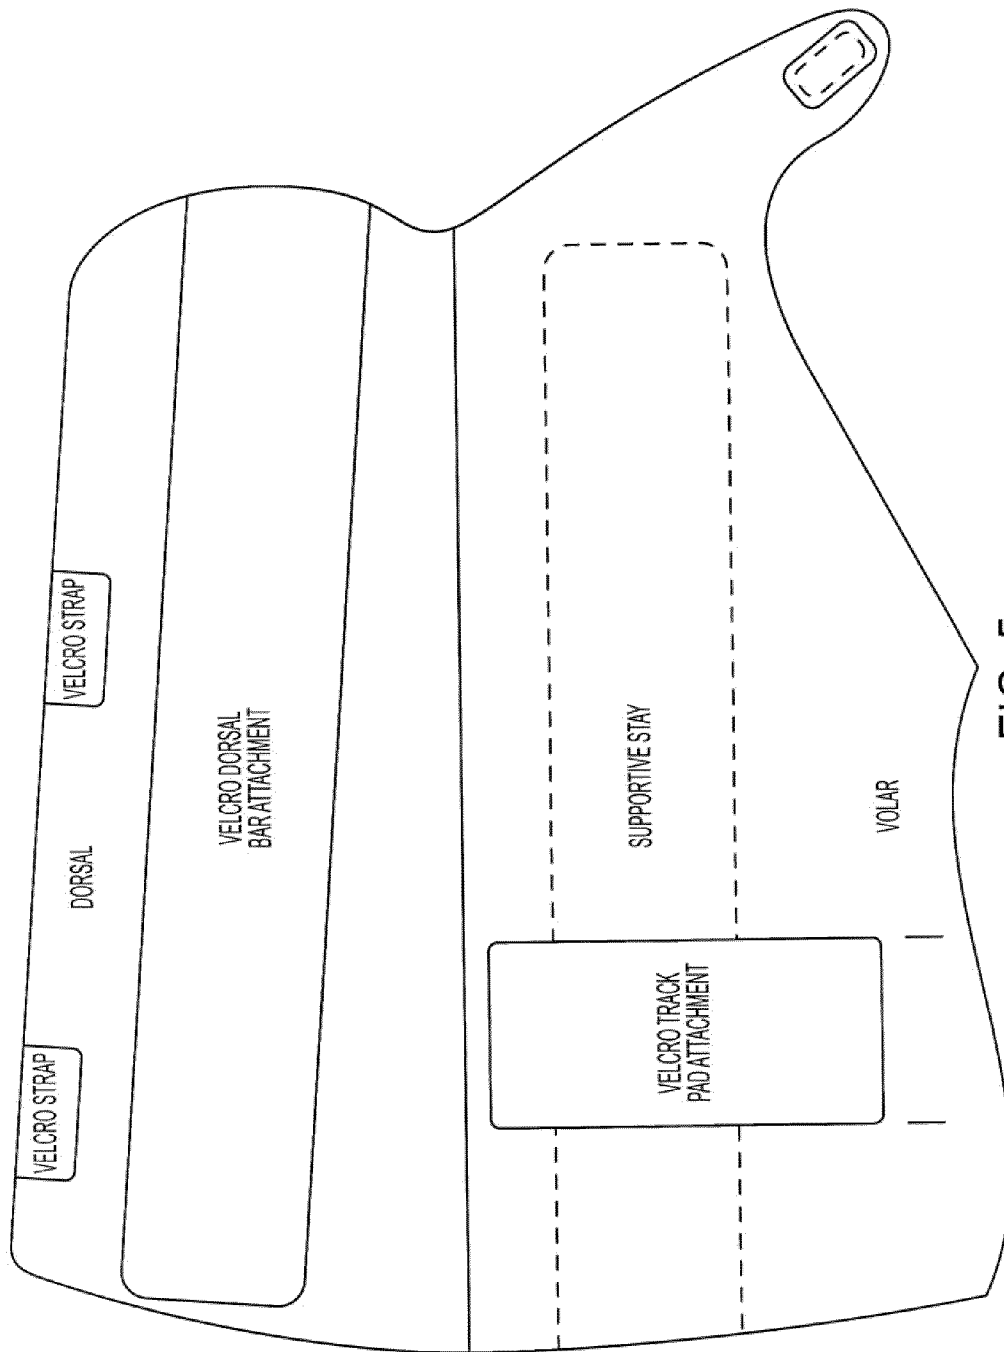 VELCRO STRAP
VELCRO STRAP
DORSAL
VELCRO DORSAL
BAR ATTACHMENT
SUPPORTIVE STAY
VELCRO TRACK
PAD ATTACHMENT
VOLAR